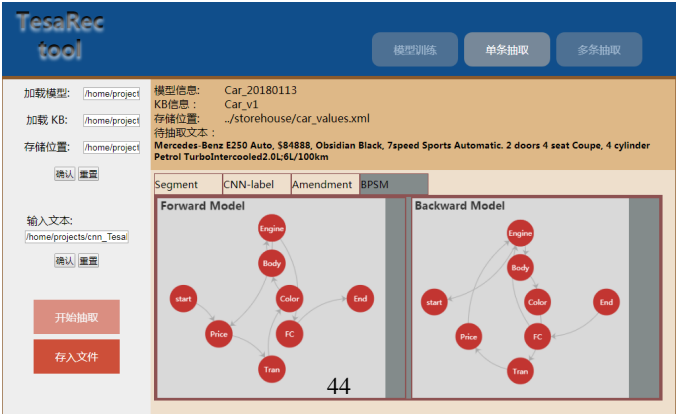 TesaRec
tool
模型训练
单条抽取
多条抽取
加载模型: /home/project
加载 KB: /home/project
存储位置: /home/project
确认 重置
输入文本:
/home/projects/cnn_Tesal
确认 重置
开始抽取
存入文件
模型信息: Car_20180113
KB信息： Car_v1
存储位置: ../storehouse/car_values.xml
待抽取文本：
Mercedes-Benz E250 Auto, $84888, Obsidian Black, 7speed Sports Automatic. 2 doors 4 seat Coupe, 4 cylinder
Petrol TurboIntercooled2.0L;6L/100km
Segment
CNN-label
Amendment
BPSM
Forward Model
Engine
Body
start
Color
End
Price
FC
Tran
44
Backward Model
Engine
Body
start
Color
End
Price
FC
Tran